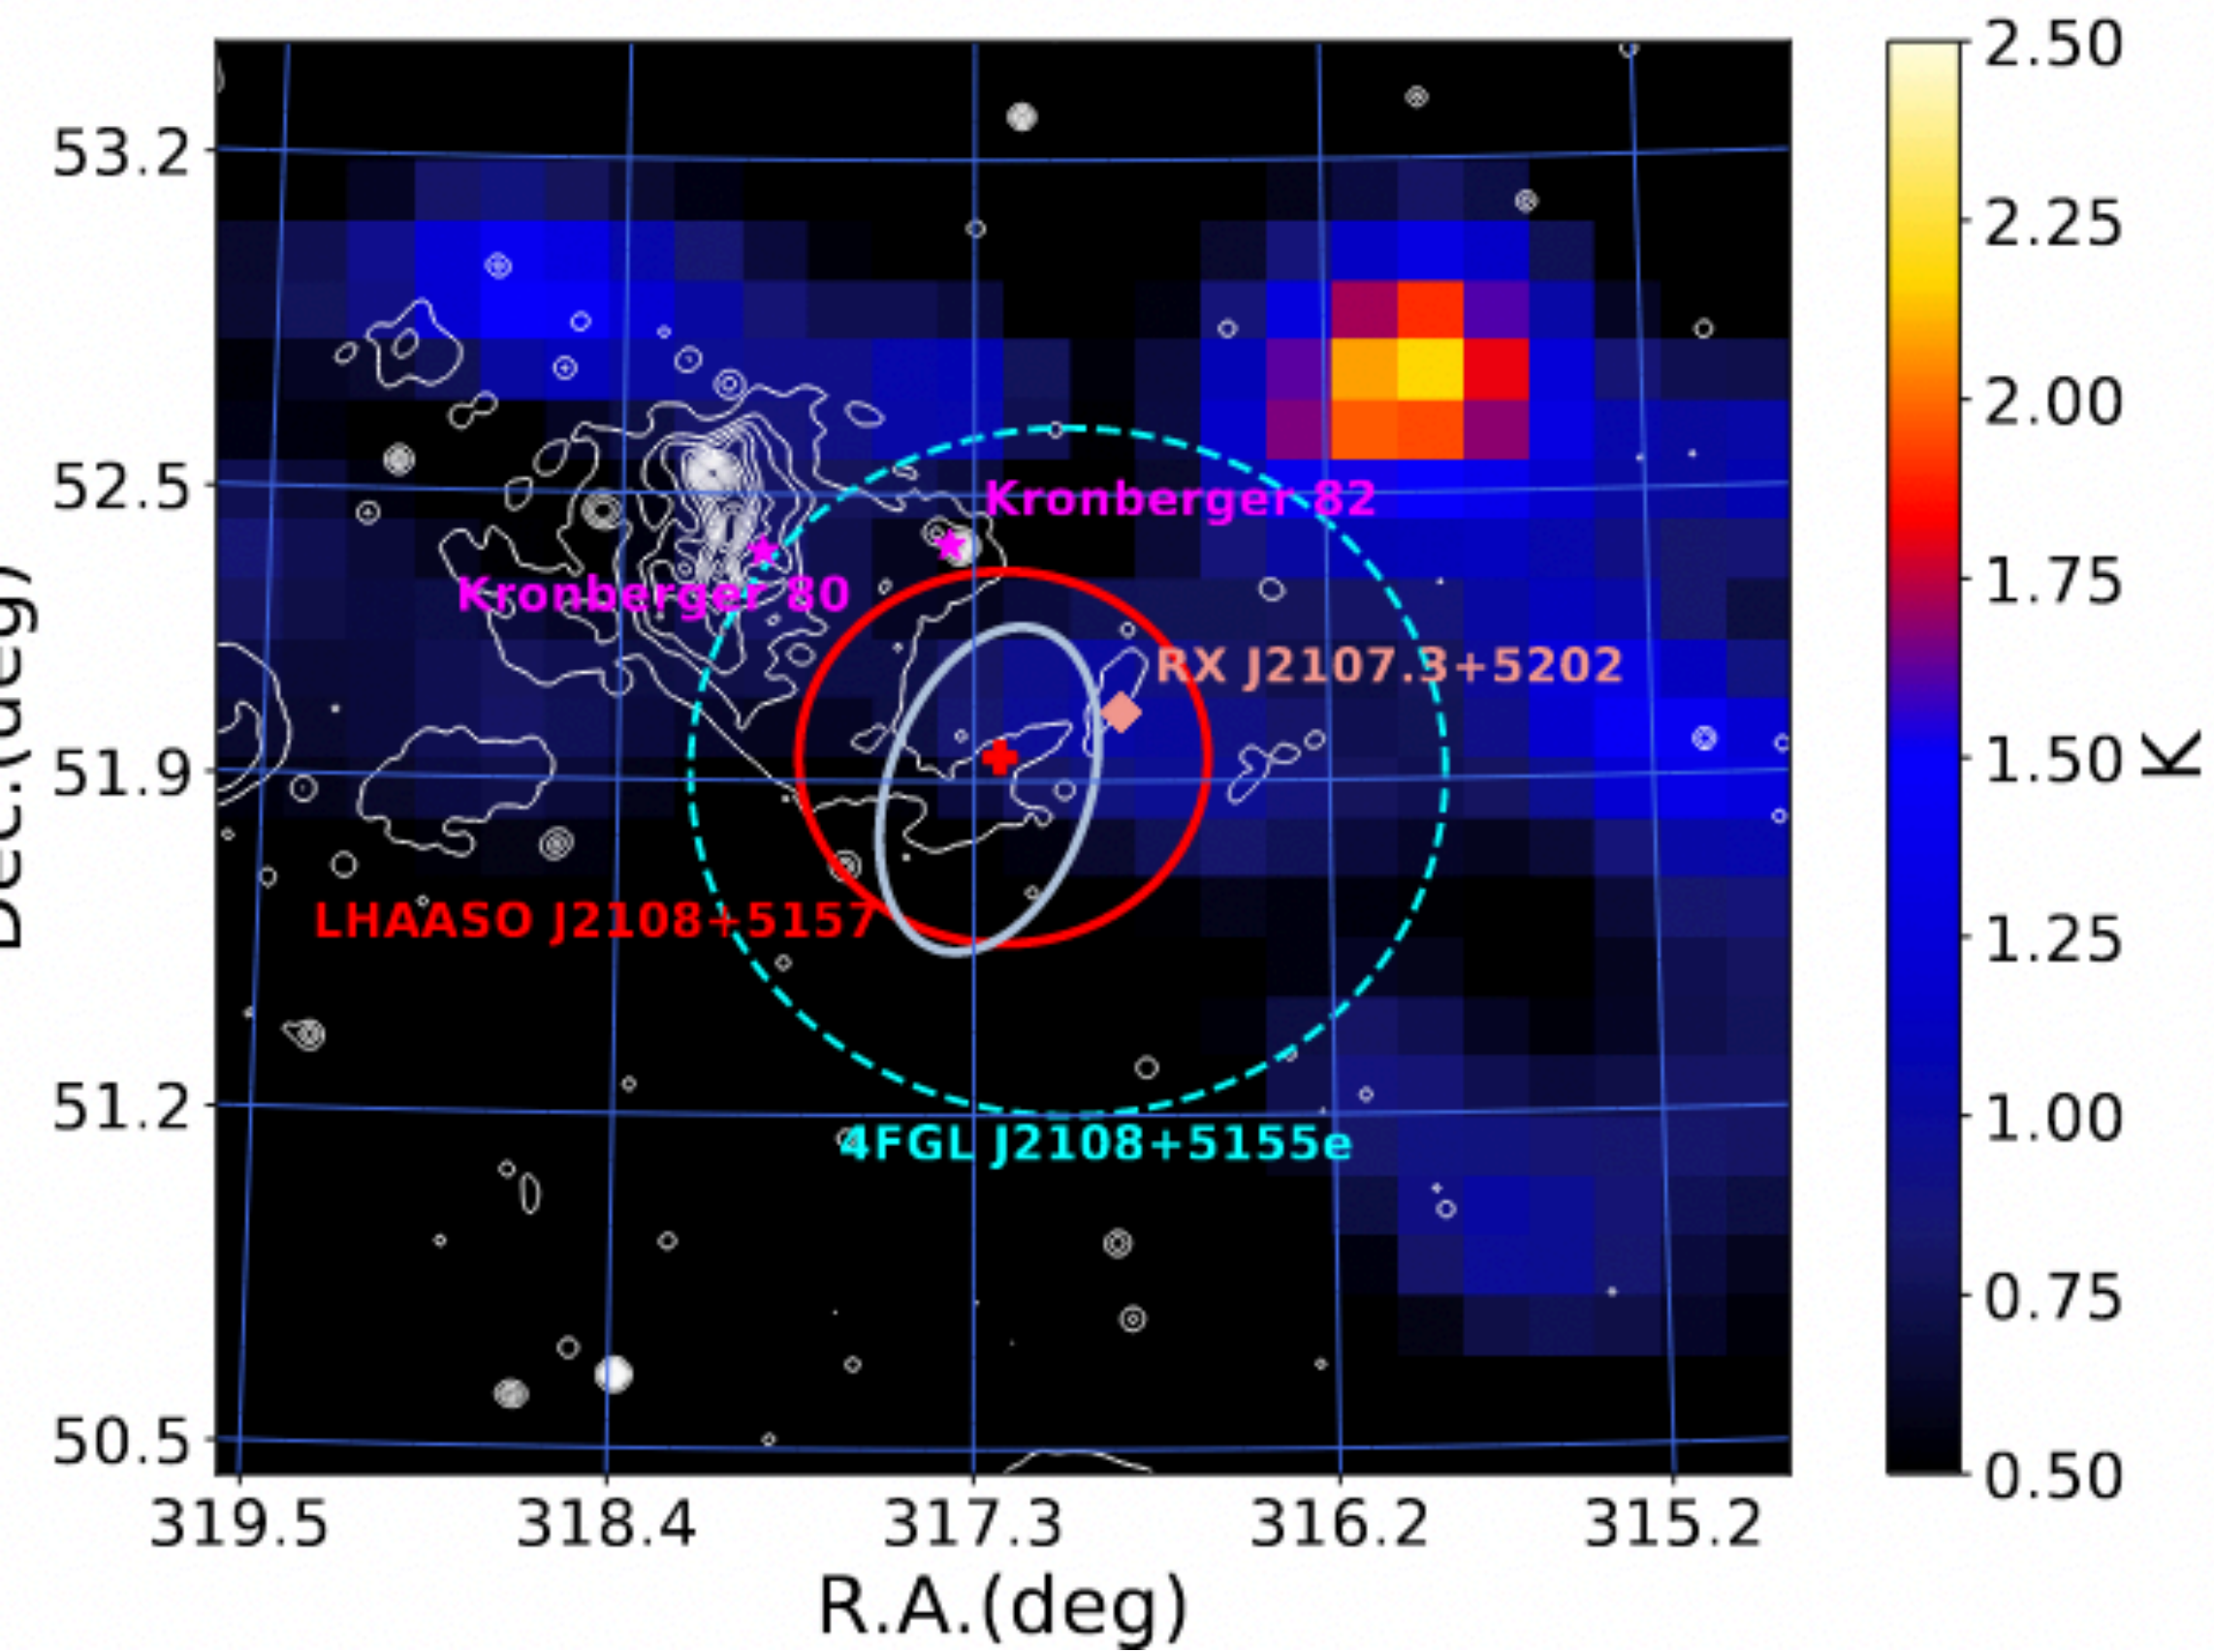 2.50
53.2
2.25
2.00
52.5
Kronberger 82
Kronberger 80
1.75
RX J2107.3+5202
51.9
1.50
K
Dec.(deg)
LHAASO J2108+5157
1.25
51.2
4FGL J2108+5155e
1.00
0.75
50.5
0.50
319.5 318.4 317.3 316.2 315.2
R.A.(deg)